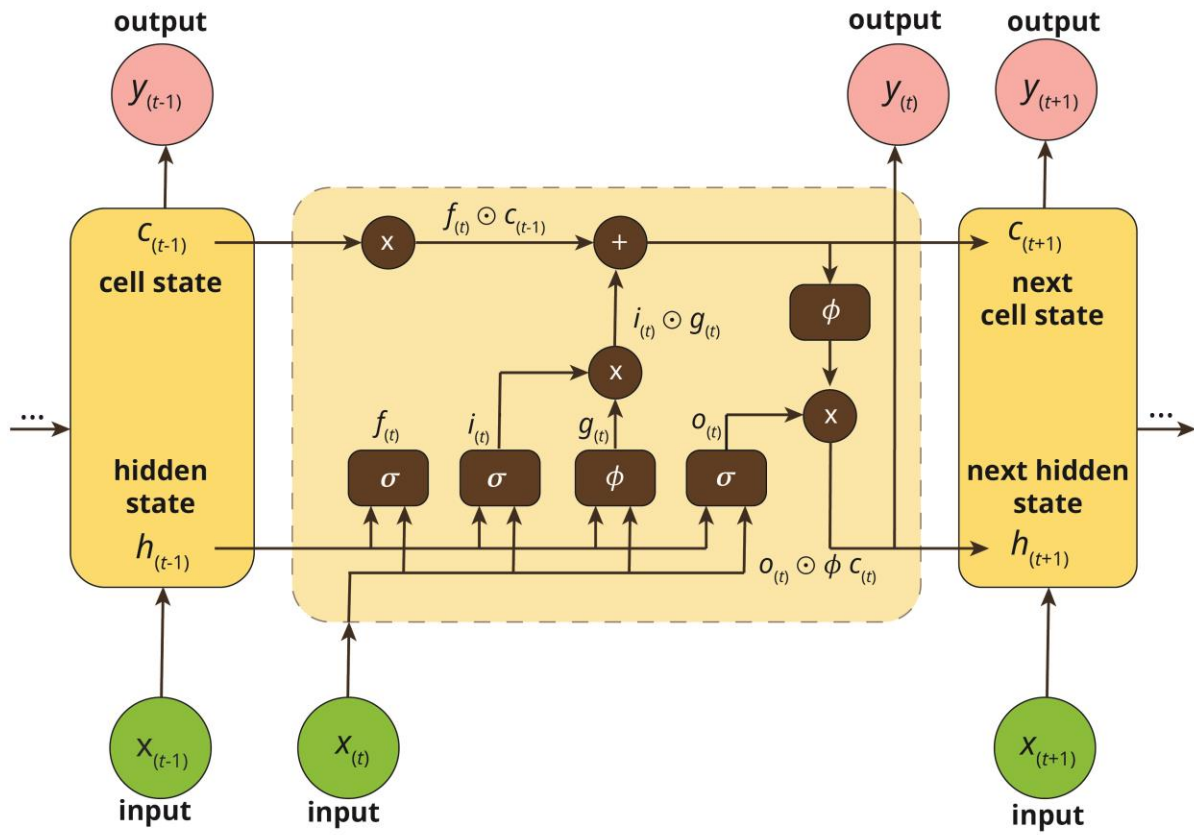 output
output
output
y(t-1)
y(t)
y(t+1)
c(t-1)
cell state
x
f(t) ⊙ c(t-1)
+
c(t+1)
next
cell state
ϕ
i(t) ⊙ g(t)
x
x
...
...
f(t)
i(t)
g(t)
o(t)
hidden
state
σ
σ
ϕ
σ
next hidden
state
h(t-1)
h(t+1)
o(t) ⊙ ϕ c(t)
x(t-1)
x(t)
x(t+1)
input
input
input